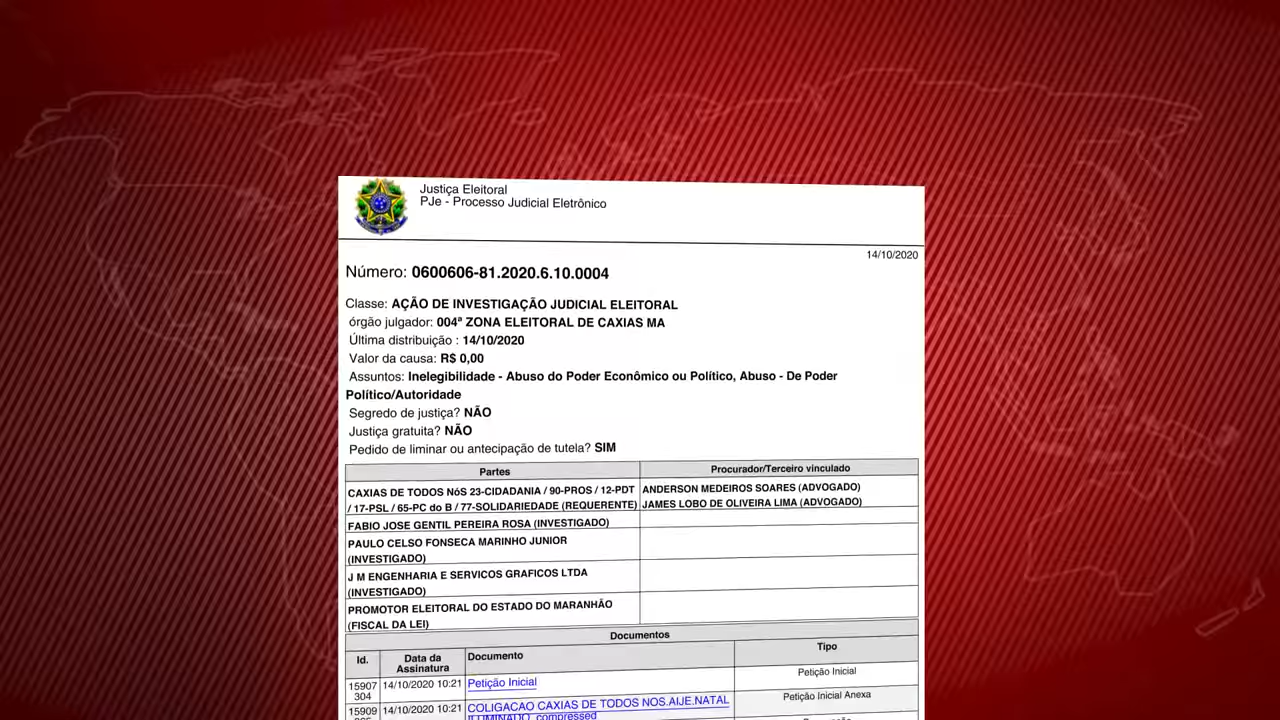 Justiça Eleitoral
PJe - Processo Judicial Eletrônico
14/10/2020
Número: 0600606-81.2020.6.10.0004
Classe: AÇÃO DE INVESTIGAÇÃO JUDICIAL ELEITORAL
órgão julgador: 004ª ZONA ELEITORAL DE CAXIAS MA
Última distribuição : 14/10/2020
Valor da causa: R$ 0,00
Assuntos: Inelegibilidade - Abuso do Poder Econômico ou Político, Abuso - De Poder
Político/Autoridade
Segredo de justiça? NÃO
Justiça gratuita? NÃO
Pedido de liminar ou antecipação de tutela? SIM
Partes Procurador/Terceiro vinculado
CAXIAS DE TODOS NóS 23-CIDADANIA / 90-PROS / 12-PDT ANDERSON MEDEIROS SOARES (ADVOGADO)
/ 17-PSL / 65-PC do B / 77-SOLIDARIEDADE (REQUERENTE) JAMES LOBO DE OLIVEIRA LIMA (ADVOGADO)
FABIO JOSE GENTIL PEREIRA ROSA (INVESTIGADO)
PAULO CELSO FONSECA MARINHO JUNIOR
(INVESTIGADO)
J M ENGENHARIA E SERVICOS GRAFICOS LTDA
(INVESTIGADO)
PROMOTOR ELEITORAL DO ESTADO DO MARANHÃO
(FISCAL DA LEI)
Documentos
Id. Data da Documento Tipo
Assinatura
15907 14/10/2020 10:21 Petição Inicial Petição Inicial
304
15909 14/10/2020 10:21 COLIGACAO CAXIAS DE TODOS NOS.AIJE.NATAL Petição Inicial Anexa
ILUMINADO_compressed